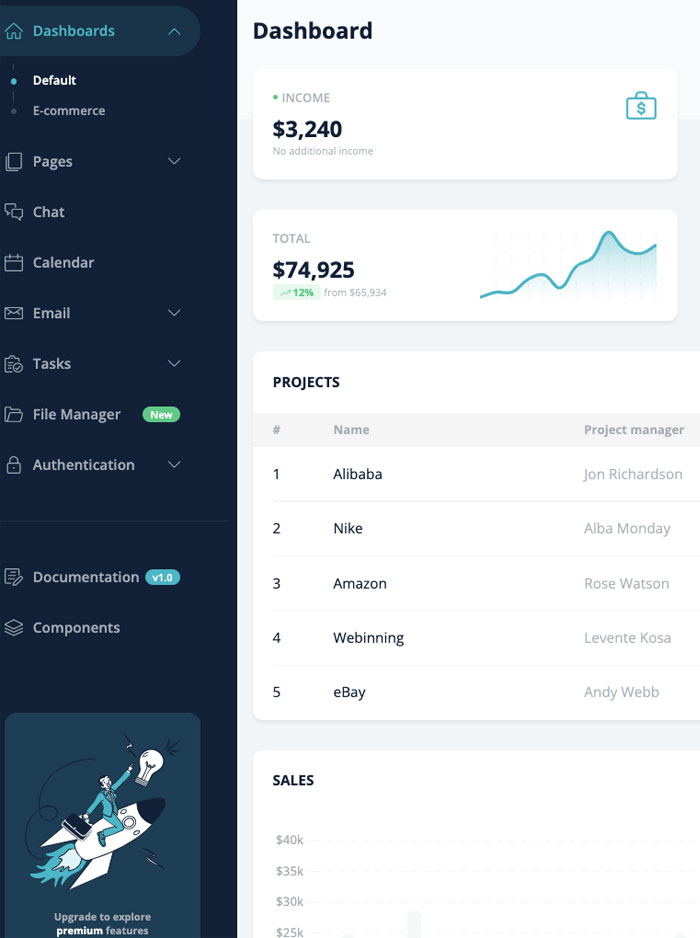 Dashboards
Default
E-commerce
Pages
Chat
Calendar
Email
Tasks
File Manager New
Authentication
Documentation v1.0
Components
Upgrade to explore
premium features
Dashboard
INCOME
$3,240
No additional income
$
TOTAL
$74,925
12% from $65,934
PROJECTS
# Name Project manager
1 Alibaba Jon Richardson
2 Nike Alba Monday
3 Amazon Rose Watson
4 Webinning Levente Kosa
5 eBay Andy Webb
SALES
$40k
$35k
$30k
$25k